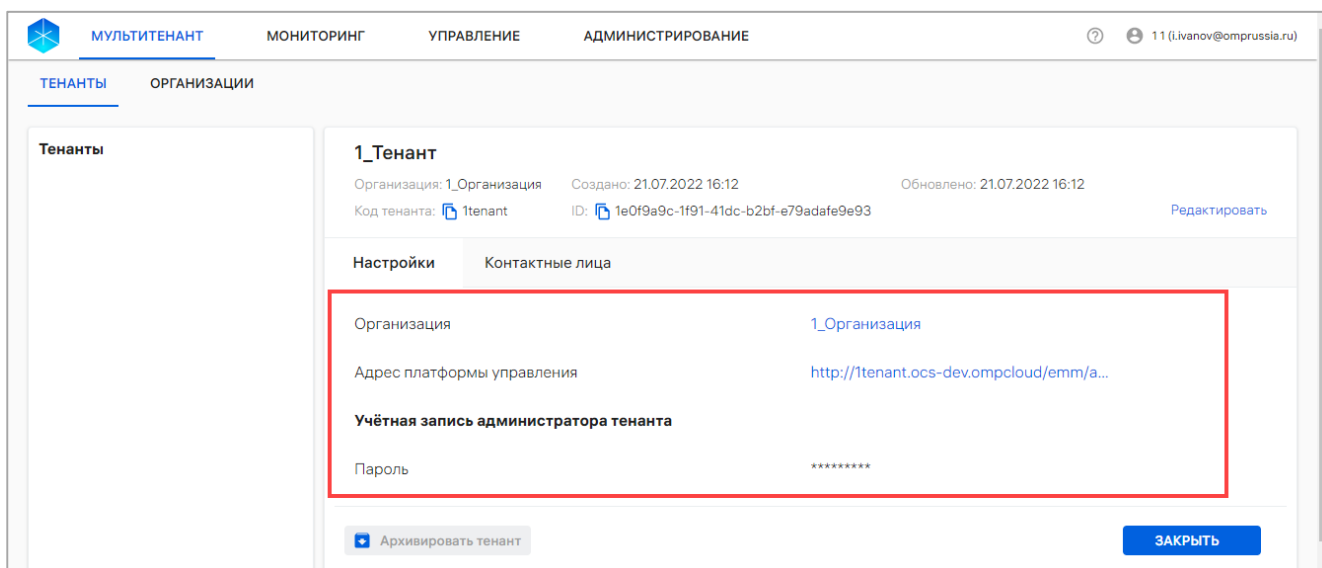 МУЛЬТИТЕНАНТ МОНИТОРИНГ УПРАВЛЕНИЕ АДМИНИСТРИРОВАНИЕ 1 1 (i.ivanov@omprussia.ru)
ТЕНАНТЫ ОРГАНИЗАЦИИ
Тенанты
1_Тенант
Организация: 1_Организация Создано: 21.07.2022 16:12 Обновлено: 21.07.2022 16:12
Код тенанта: 1tenant ID: 1e0f9a9c-1f91-41dc-b2bf-e79adafe9e93 Редактировать
Настройки Контактные лица
Организация 1_Организация
Адрес платформы управления http://1tenant.ocs-dev.ompcloud/emm/a...
Учётная запись администратора тенанта
Пароль *********
Архивировать тенант ЗАКРЫТЬ